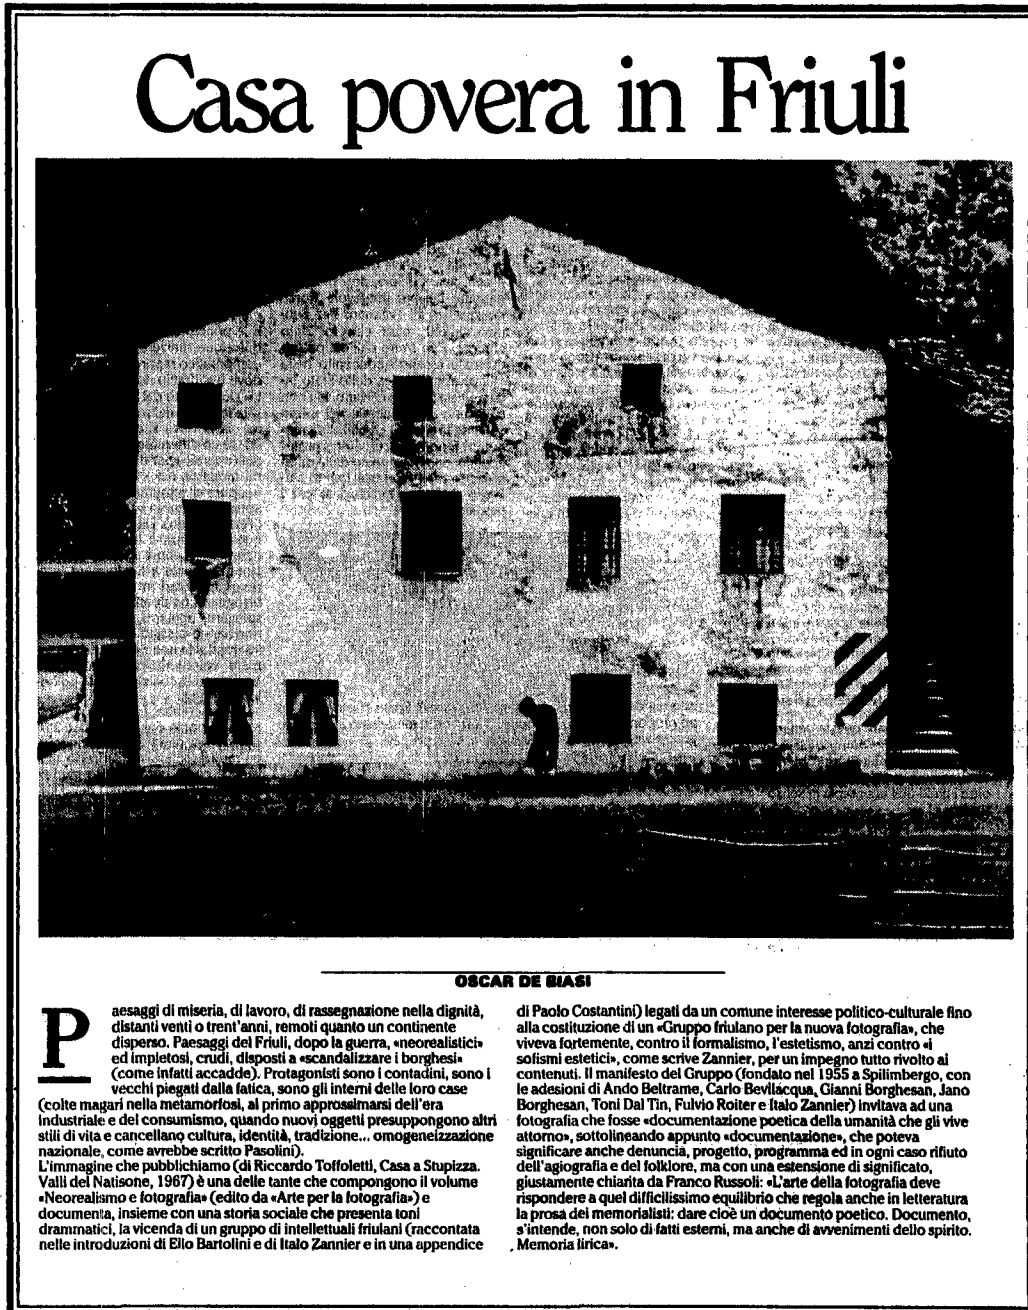 Casa povera in Friuli
OSCAR DE BIASI
Paesaggi di miseria, di lavoro, di rassegnazione nella dignità,
distanti venti o trent'anni, remoti quanto un continente
disperso. Paesaggi del Friuli, dopo la guerra, «neorealistici»
ed impietosi, crudi, disposti a «scandalizzare i borghesi»
(come infatti accadde). Protagonisti sono i contadini, sono i
vecchi piegati dalla fatica, sono gli interni delle loro case
(colte magari nella metamorfosi, al primo approssimarsi dell'era
industriale e del consumismo, quando nuovi oggetti presuppongono altri
stili di vita e cancellano cultura, identità, tradizione... omogeneizzazione
nazionale, come avrebbe scritto Pasolini).
L'immagine che pubblichiamo (di Riccardo Toffoletti, Casa a Stupizza.
Valli del Natisone, 1967) è una delle tante che compongono il volume
«Neorealismo e fotografia» (edito da «Arte per la fotografia») e
documenta, insieme con una storia sociale che presenta toni
drammatici, la vicenda di un gruppo di intellettuali friulani (raccontata
nelle introduzioni di Elio Bartolini e di Italo Zannier e in una appendice
di Paolo Costantini) legati da un comune interesse politico-culturale fino
alla costituzione di un «Gruppo friulano per la nuova fotografia», che
viveva fortemente, contro il formalismo, l'estetismo, anzi contro «i
sofismi estetici», come scrive Zannier, per un impegno tutto rivolto ai
contenuti. Il manifesto del Gruppo (fondato nel 1955 a Spilimbergo, con
le adesioni di Ando Beltrame, Carlo Bevilacqua, Gianni Borghesan, Jano
Borghesan, Toni Dal Tin, Fulvio Roiter e Italo Zannier) invitava ad una
fotografia che fosse «documentazione poetica della umanità che gli vive
attorno», sottolineando appunto «documentazione», che poteva
significare anche denuncia, progetto, programma ed in ogni caso rifiuto
dell'agiografia e del folklore, ma con una estensione di significato,
giustamente chiarita da Franco Russoli: «L'arte della fotografia deve
rispondere a quel difficilissimo equilibrio che regola anche in letteratura
la prosa dei memorialisti: dare cioè un documento poetico. Documento,
s'intende, non solo di fatti esterni, ma anche di avvenimenti dello spirito.
Memoria lirica».